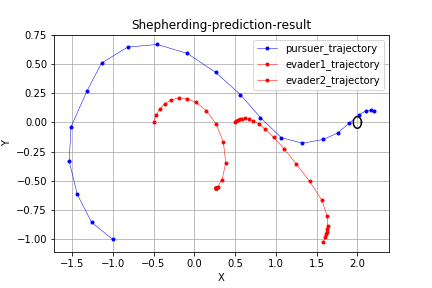 Shepherding-prediction-result
pursuer_trajectory
evader1_trajectory
evader2_trajectory
Y
0.75
0.50
0.25
0.00
−0.25
−0.50
−0.75
−1.00
−1.5 −1.0 −0.5 0.0 0.5 1.0 1.5 2.0
X